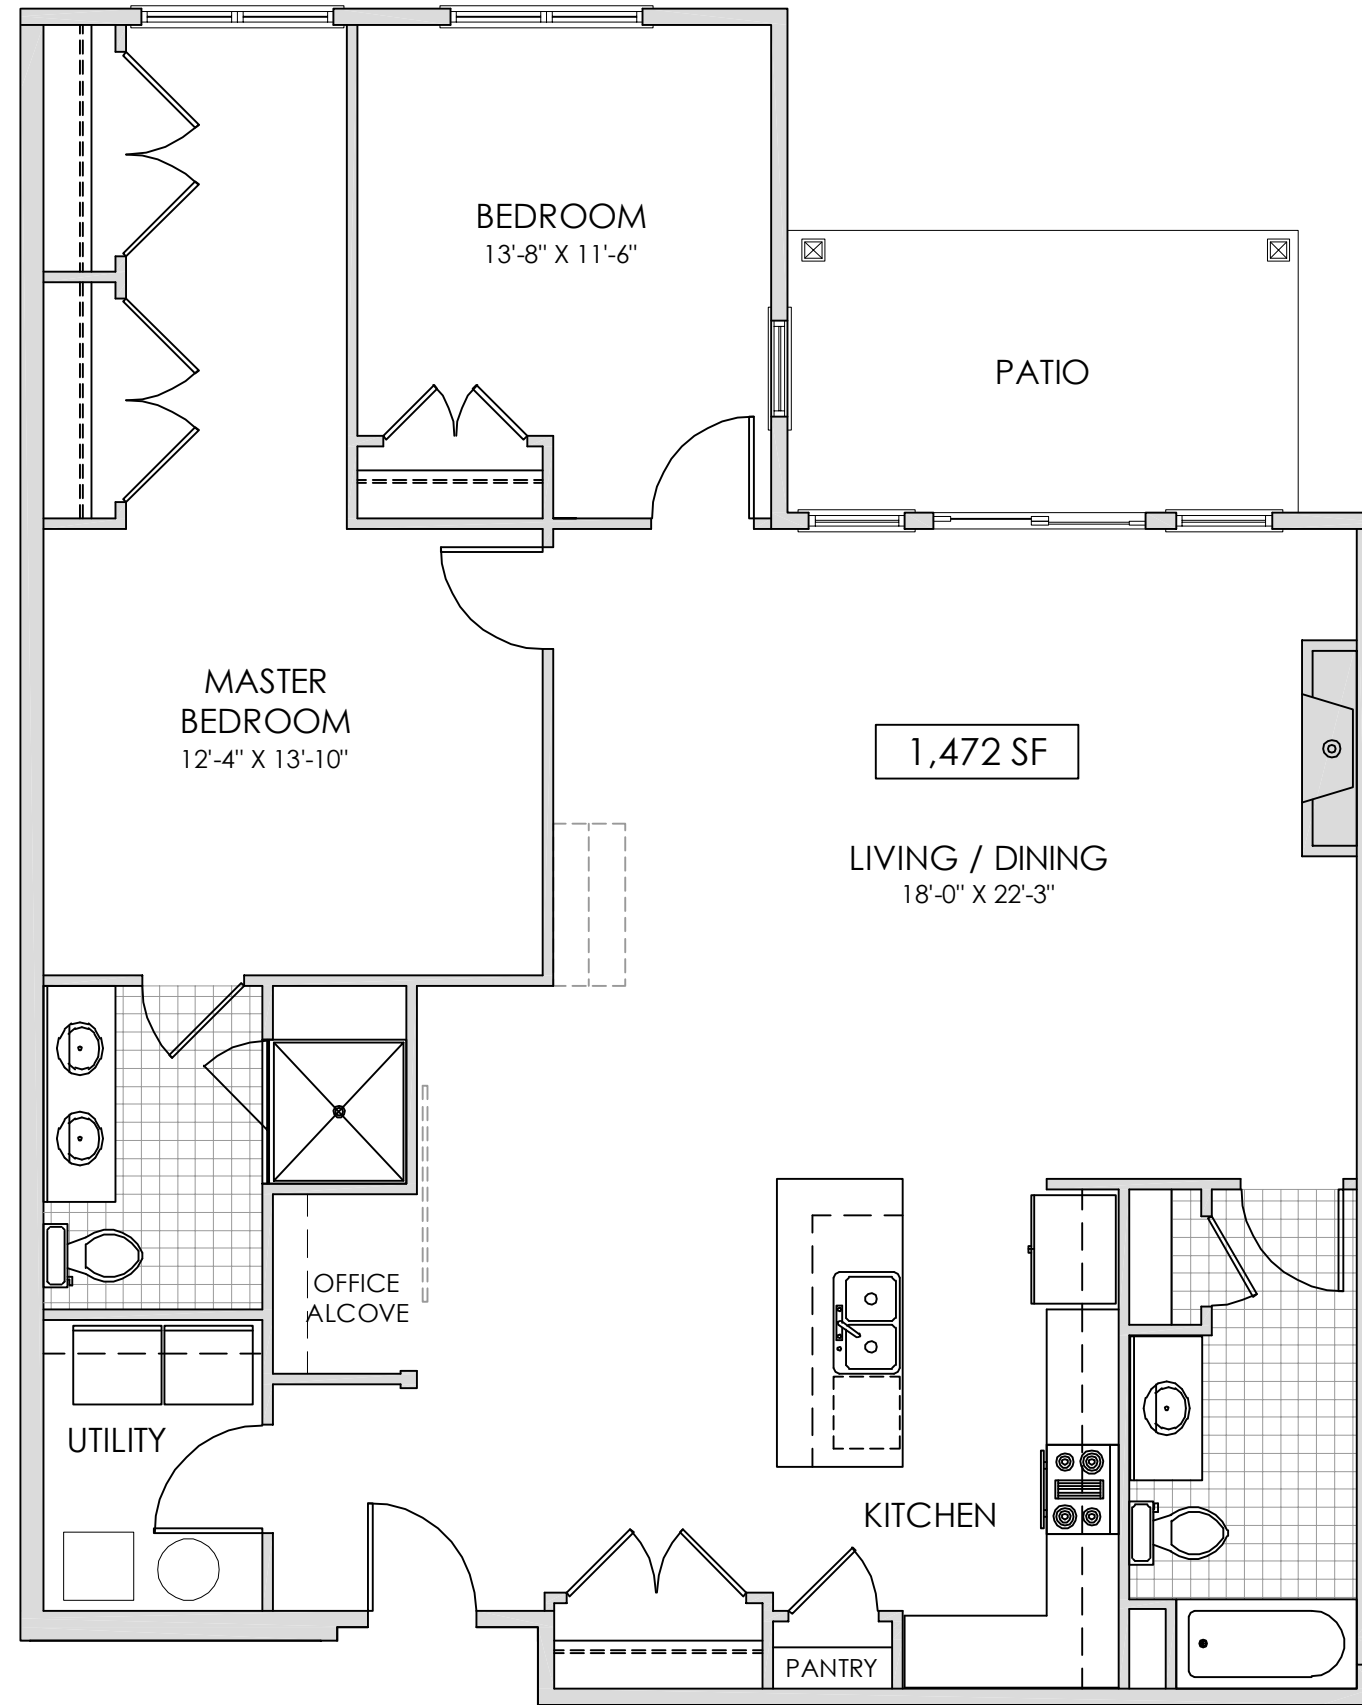 BEDROOM
13'-8" X 11'-6"
PATIO
MASTER
BEDROOM
12'-4" X 13'-10"
1,472 SF
LIVING / DINING
18'-0" X 22'-3"
OFFICE
ALCOVE
UTILITY
KITCHEN
PANTRY